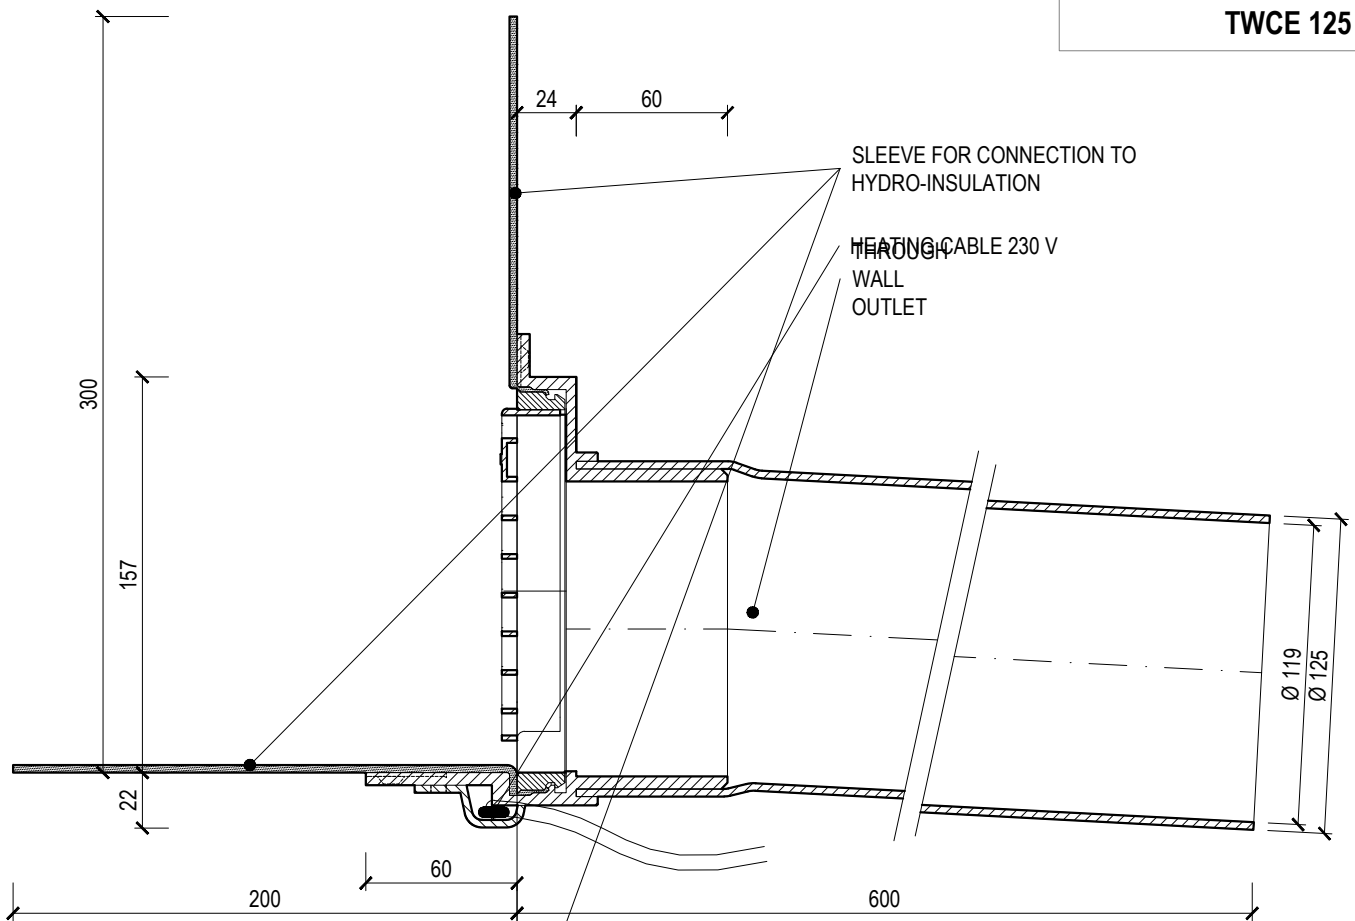 TWCE 125
24
60
SLEEVE FOR CONNECTION TO
HYDRO-INSULATION
HEATING CABLE 230 V
THROUGH
WALL
OUTLET
300
157
22
Ø 119
Ø 125
60
200
600